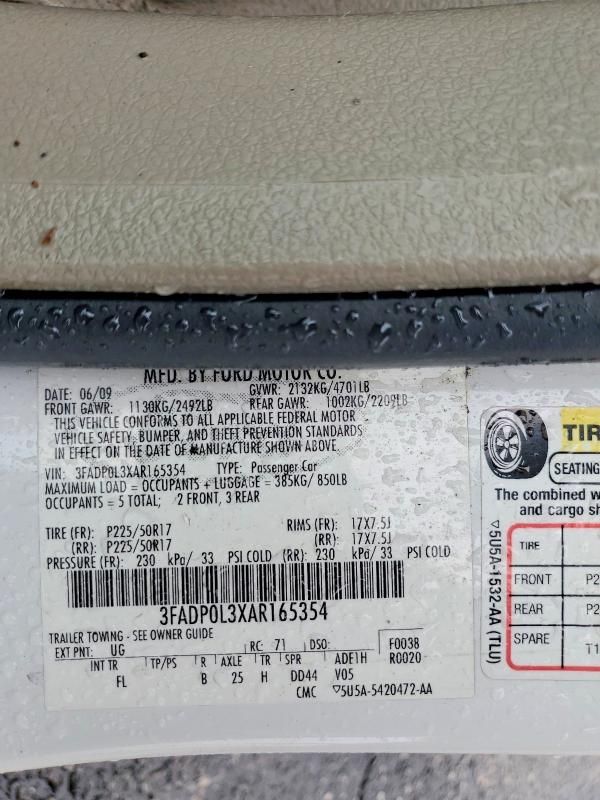 MFD. BY FORD MOTOR CO.
DATE: 06/09 GVWR: 2132KG/4701LB
FRONT GAWR: 1130KG/2492LB REAR GAWR: 1002KG/2209LB
THIS VEHICLE CONFORMS TO ALL APPLICABLE FEDERAL MOTOR
VEHICLE SAFETY, BUMPER, AND THEFT PREVENTION STANDARDS
IN EFFECT ON THE DATE OF MANUFACTURE SHOWN ABOVE.
VIN: 3FADP0L3XAR165354 TYPE: Passenger Car
MAXIMUM LOAD = OCCUPANTS + LUGGAGE = 385KG/ 850LB
OCCUPANTS = 5 TOTAL; 2 FRONT, 3 REAR
TIRE (FR): P225/50R17 RIMS (FR): 17X7.5J
(RR): P225/50R17 (RR): 17X7.5J
PRESSURE (FR): 230 kPa/ 33 PSI COLD (RR): 230 kPa/ 33 PSI COLD
3FADP0L3XAR165354
TRAILER TOWING - SEE OWNER GUIDE
EXT PNT: UG RC: 71 DSO: F0038
R0020
INT TR TP/PS R AXLE TR SPR ADE1H
FL B 25 H DD44 V05
CMC ▽5U5A-5420472-AA
TIR
SEATING
The combined w
and cargo sh
TIRE
FRONT P2
REAR P2
SPARE T1
▽5U5A-1532-AA (TLU)